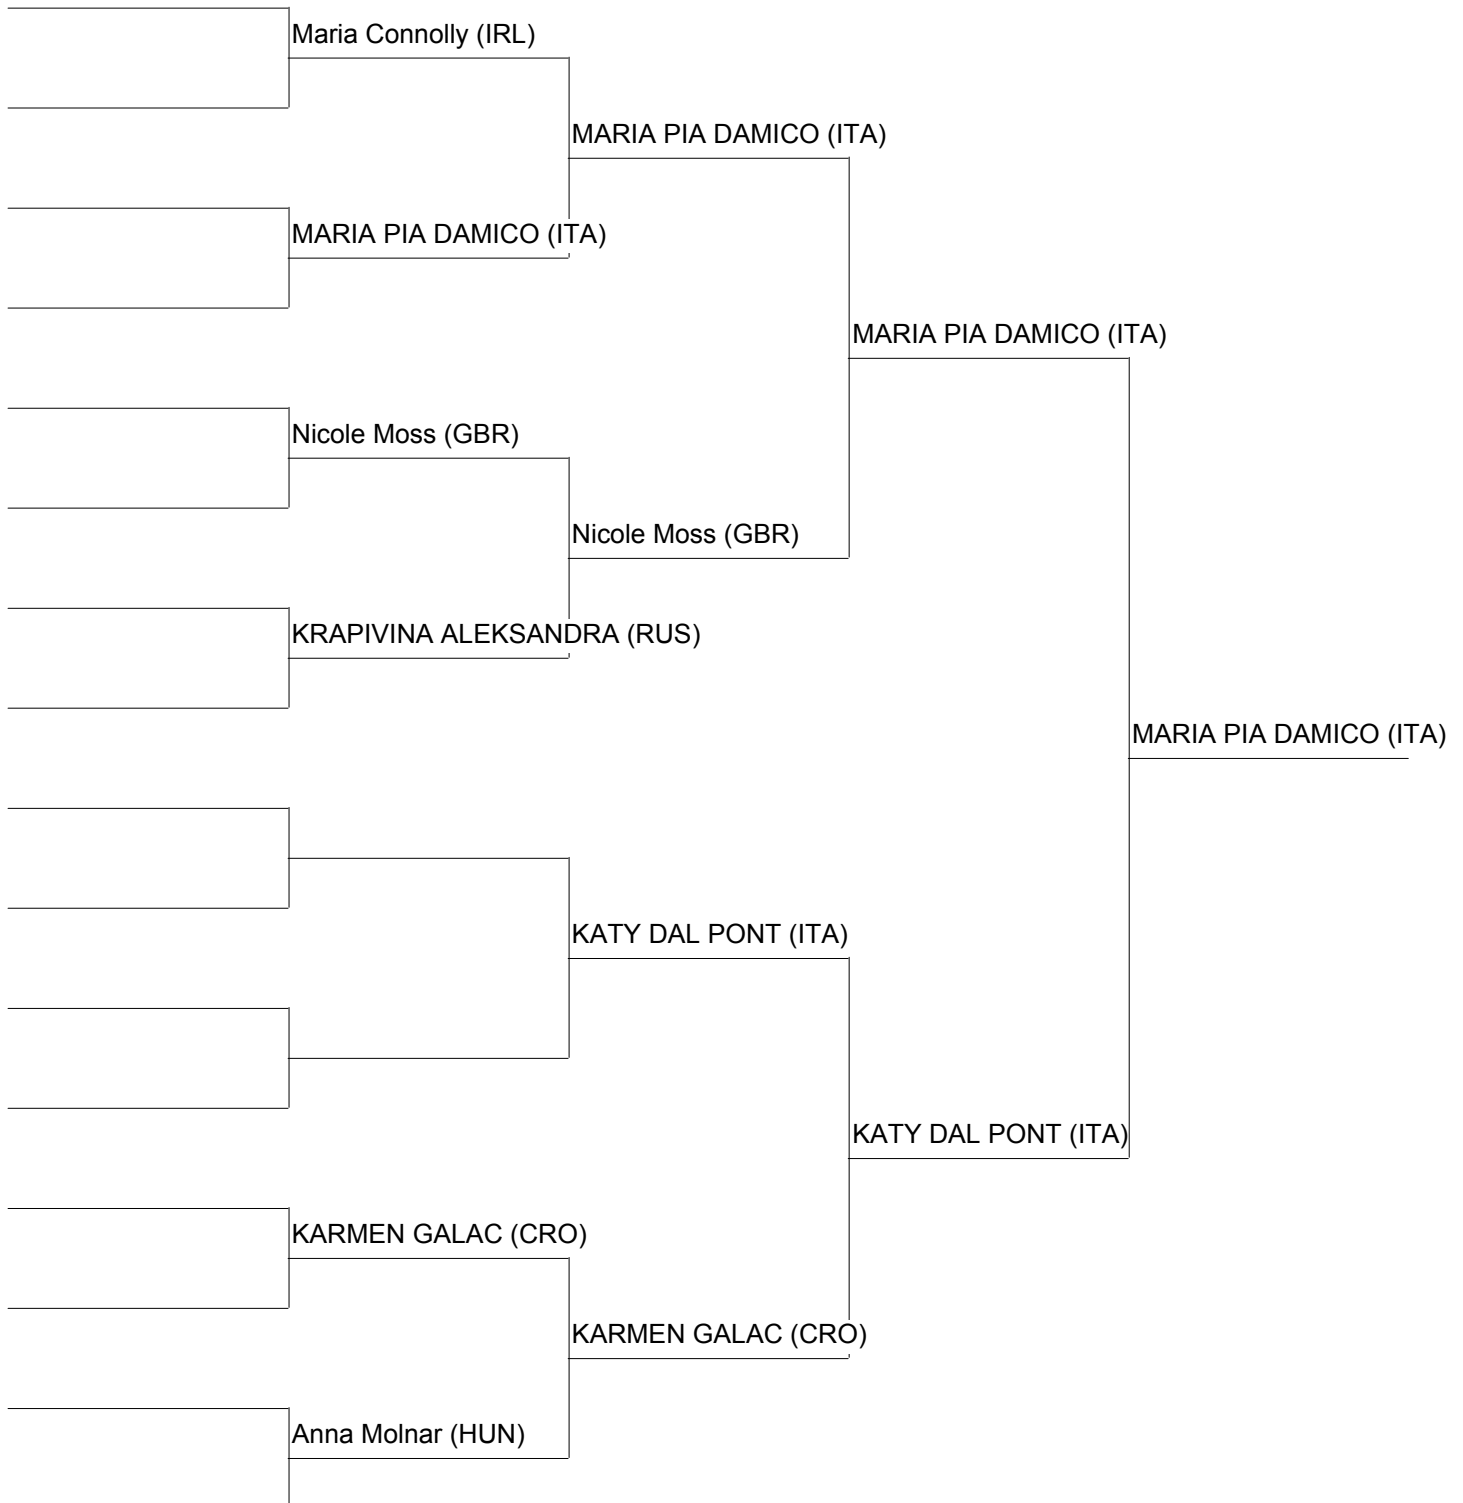 Maria Connolly (IRL)
MARIA PIA DAMICO (ITA)
MARIA PIA DAMICO (ITA)
MARIA PIA DAMICO (ITA)
Nicole Moss (GBR)
Nicole Moss (GBR)
KRAPIVINA ALEKSANDRA (RUS)
MARIA PIA DAMICO (ITA)
KATY DAL PONT (ITA)
KATY DAL PONT (ITA)
KARMEN GALAC (CRO)
KARMEN GALAC (CRO)
Anna Molnar (HUN)